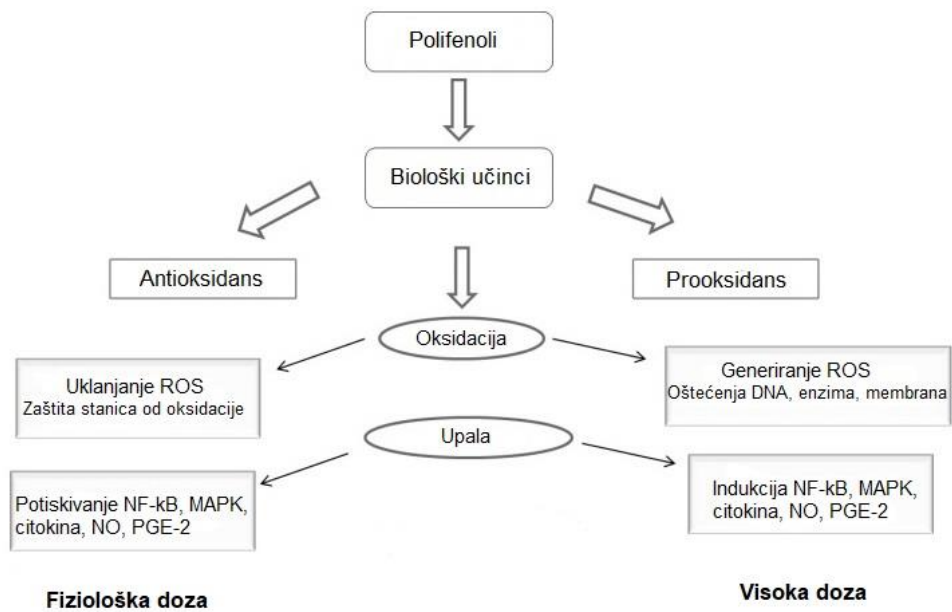 Polifenoli
Biološki učinci
Antioksidans
Prooksidans
Oksidacija
Uklanjanje ROS
Zaštita stanica od oksidacije
Generiranje ROS
Oštećenja DNA, enzima, membrana
Upala
Potiskivanje NF-kB, MAPK,
citokina, NO, PGE-2
Indukcija NF-kB, MAPK,
citokina, NO, PGE-2
Fiziološka doza
Visoka doza